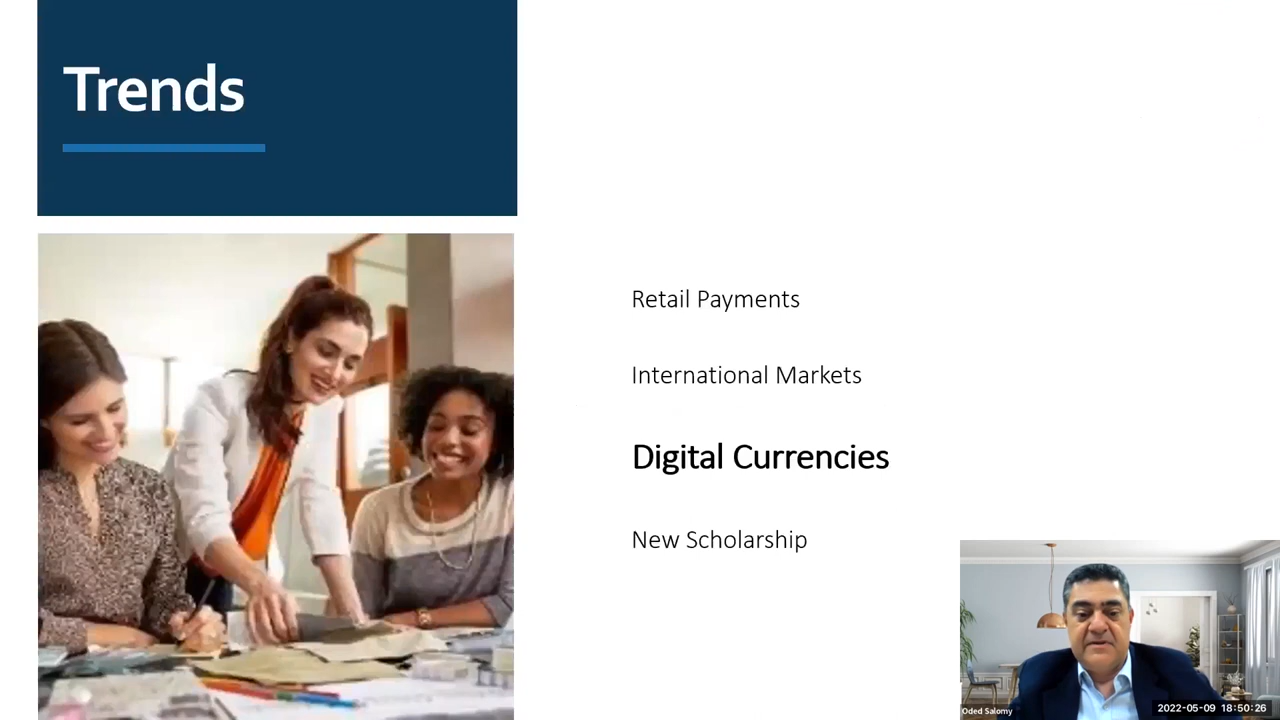 Trends
Retail Payments
International Markets
Digital Currencies
New Scholarship
Oded Salomy
2022-05-09 18:50:26